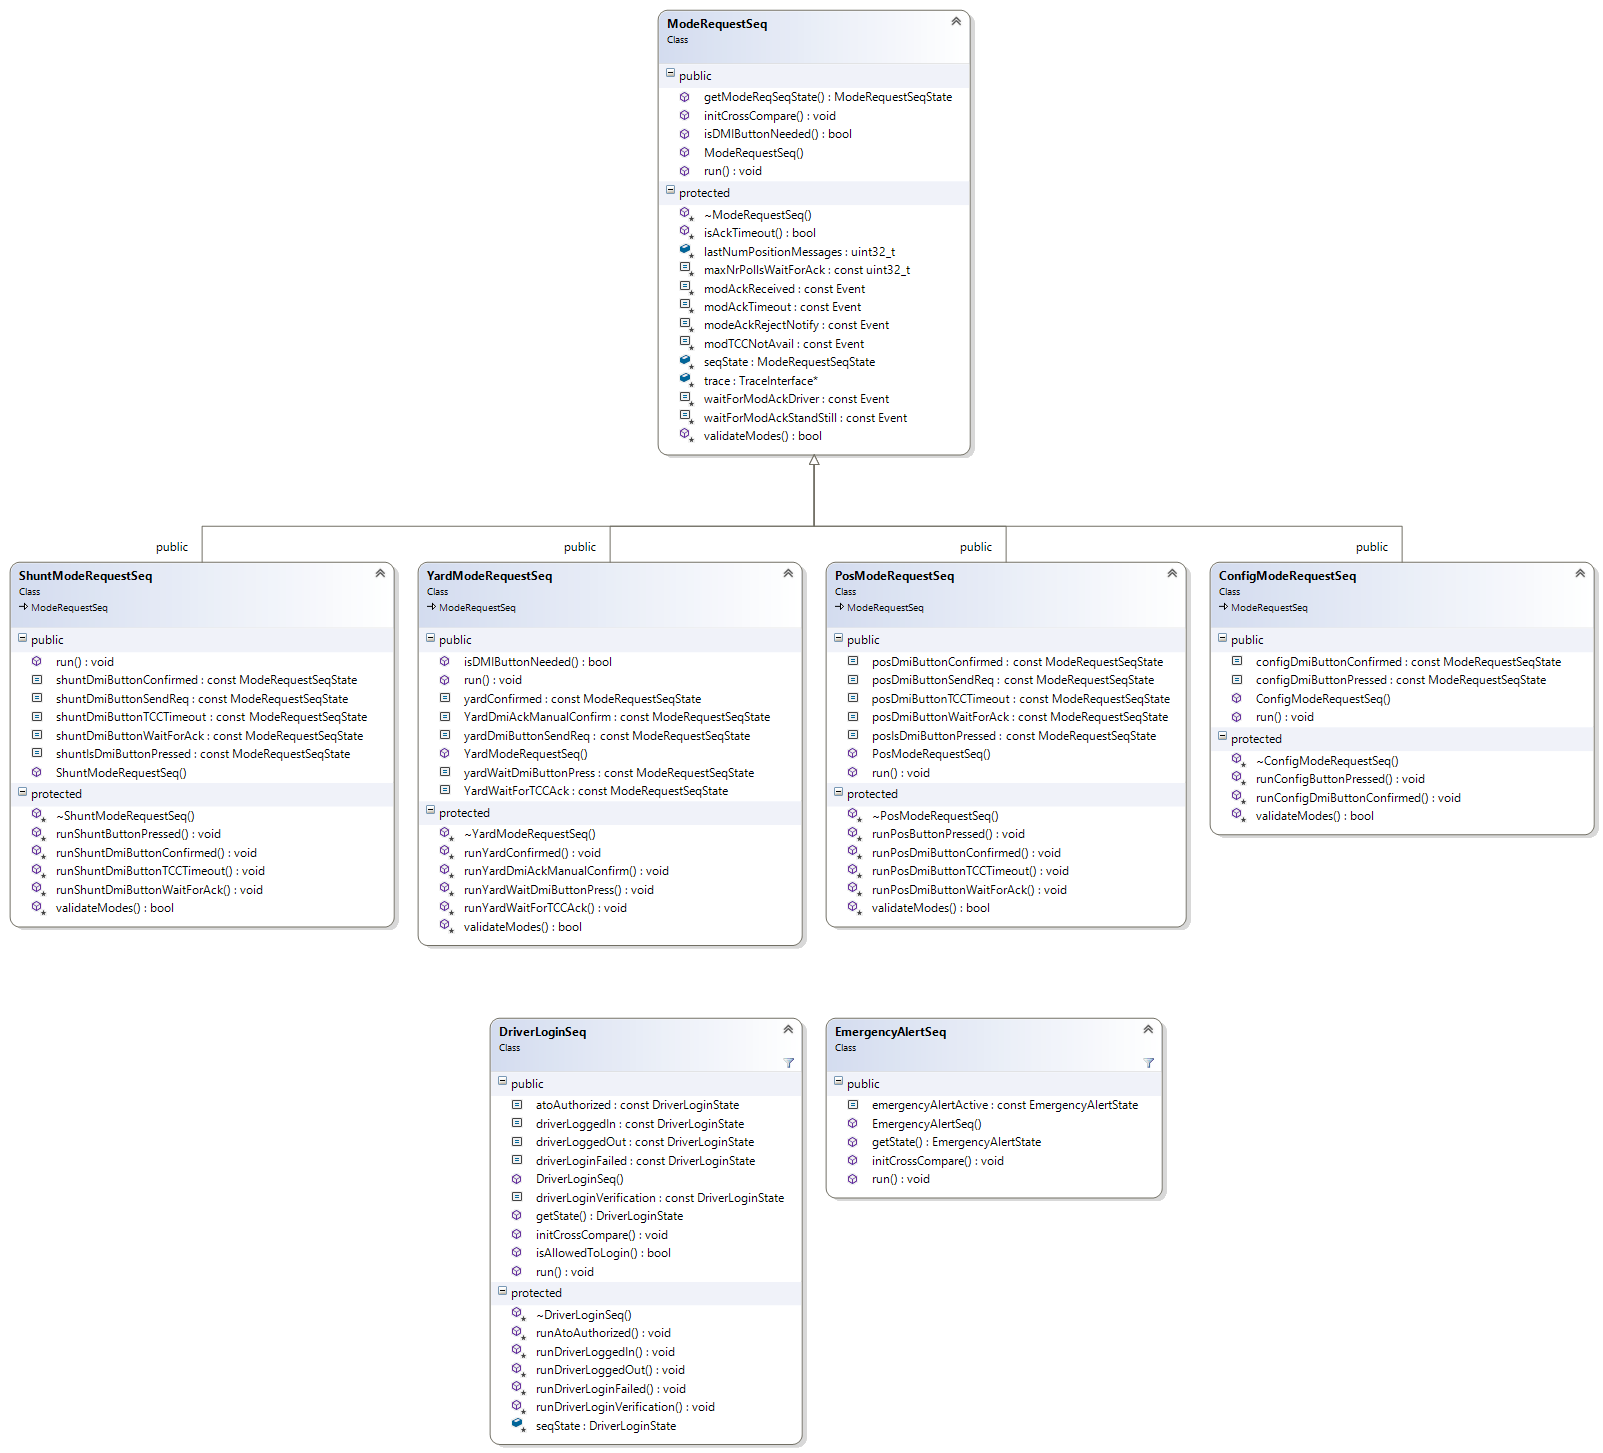 ModeRequestSeq
Class
public
getModeReqSeqState() : ModeRequestSeqState
initCrossCompare() : void
isDMIButtonNeeded() : bool
ModeRequestSeq()
run() : void
protected
~ModeRequestSeq()
isAckTimeout() : bool
lastNumPositionMessages : uint32_t
maxNrPollsWaitForAck : const uint32_t
modAckReceived : const Event
modAckTimeout : const Event
modeAckRejectNotify : const Event
modTCCNotAvail : const Event
seqState : ModeRequestSeqState
trace : TraceInterface*
waitForModAckDriver : const Event
waitForModAckStandStill : const Event
validateModes() : bool
public
public
public
public
ShuntModeRequestSeq
Class
ModeRequestSeq
public
run() : void
shuntDmiButtonConfirmed : const ModeRequestSeqState
shuntDmiButtonSendReq : const ModeRequestSeqState
shuntDmiButtonTCCTimeout : const ModeRequestSeqState
shuntDmiButtonWaitForAck : const ModeRequestSeqState
shuntIsDmiButtonPressed : const ModeRequestSeqState
ShuntModeRequestSeq()
protected
~ShuntModeRequestSeq()
runShuntButtonPressed() : void
runShuntDmiButtonConfirmed() : void
runShuntDmiButtonTCCTimeout() : void
runShuntDmiButtonWaitForAck() : void
validateModes() : bool
YardModeRequestSeq
Class
ModeRequestSeq
public
isDMIButtonNeeded() : bool
run() : void
yardConfirmed : const ModeRequestSeqState
YardDmiAckManualConfirm : const ModeRequestSeqState
yardDmiButtonSendReq : const ModeRequestSeqState
YardModeRequestSeq()
yardWaitDmiButtonPress : const ModeRequestSeqState
YardWaitForTCCAck : const ModeRequestSeqState
protected
~YardModeRequestSeq()
runYardConfirmed() : void
runYardDmiAckManualConfirm() : void
runYardWaitDmiButtonPress() : void
runYardWaitForTCCAck() : void
validateModes() : bool
PosModeRequestSeq
Class
ModeRequestSeq
public
posDmiButtonConfirmed : const ModeRequestSeqState
posDmiButtonSendReq : const ModeRequestSeqState
posDmiButtonTCCTimeout : const ModeRequestSeqState
posDmiButtonWaitForAck : const ModeRequestSeqState
posIsDmiButtonPressed : const ModeRequestSeqState
PosModeRequestSeq()
run() : void
protected
~PosModeRequestSeq()
runPosButtonPressed() : void
runPosDmiButtonConfirmed() : void
runPosDmiButtonTCCTimeout() : void
runPosDmiButtonWaitForAck() : void
validateModes() : bool
ConfigModeRequestSeq
Class
ModeRequestSeq
public
configDmiButtonConfirmed : const ModeRequestSeqState
configDmiButtonPressed : const ModeRequestSeqState
ConfigModeRequestSeq()
run() : void
protected
~ConfigModeRequestSeq()
runConfigButtonPressed() : void
runConfigDmiButtonConfirmed() : void
validateModes() : bool
DriverLoginSeq
Class
public
atoAuthorized : const DriverLoginState
driverLoggedIn : const DriverLoginState
driverLoggedOut : const DriverLoginState
driverLoginFailed : const DriverLoginState
DriverLoginSeq()
driverLoginVerification : const DriverLoginState
getState() : DriverLoginState
initCrossCompare() : void
isAllowedToLogin() : bool
run() : void
protected
~DriverLoginSeq()
runAtoAuthorized() : void
runDriverLoggedIn() : void
runDriverLoggedOut() : void
runDriverLoginFailed() : void
runDriverLoginVerification() : void
seqState : DriverLoginState
EmergencyAlertSeq
Class
public
emergencyAlertActive : const EmergencyAlertState
EmergencyAlertSeq()
getState() : EmergencyAlertState
initCrossCompare() : void
run() : void